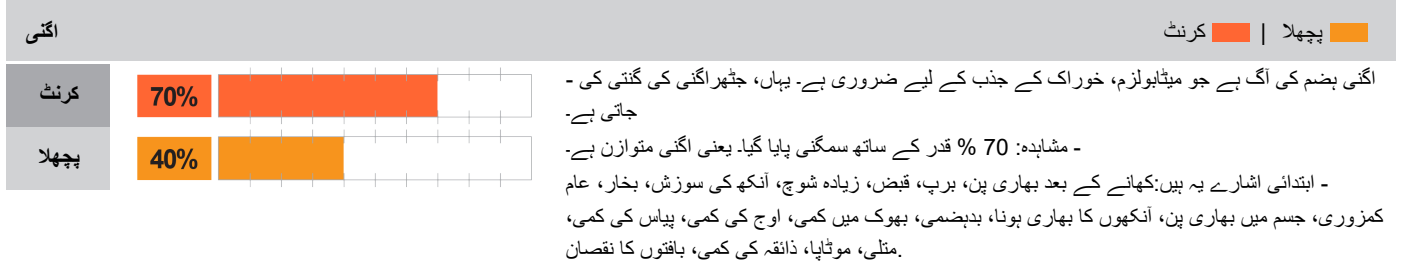 اگنی
پچھلا | کرنٹ
کرنٹ
70%
پچھلا
40%
اگنی ہضم کی آگ ہے جو میٹابولزم، خوراک کے جذب کے لیے ضروری ہے۔ یہاں، جٹھراگنی کی گنتی کی -
جاتی ہے۔
- مشاہدہ: 70 % قدر کے ساتھ سمگنی پایا گیا۔ یعنی اگنی متوازن ہے۔
- ابتدائی اشارے یہ ہیں:کھانے کے بعد بھاری پن، برپ، قبض، زیادہ شوچ، آنکھ کی سوزش، بخار، عام
کمزوری، جسم میں بھاری پن، آنکھوں کا بھاری ہونا، بدہضمی، بھوک میں کمی، اوج کی کمی، پیاس کی کمی،
متلی، موٹاپا، ذائقہ کی کمی، بافتوں کا نقصان.